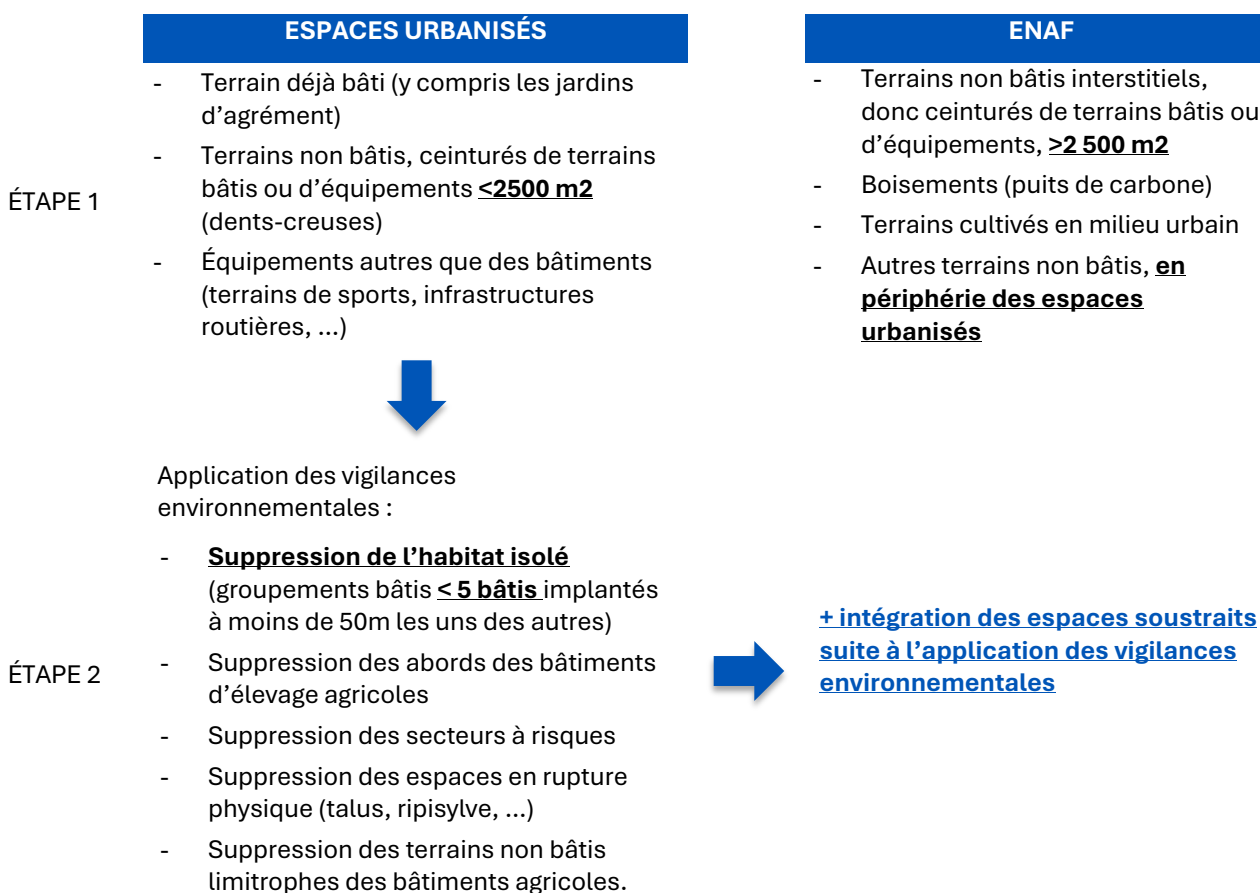 ESPACES URBANISÉS
- Terrain déjà bâti (y compris les jardins
d’agrément)
- Terrains non bâtis, ceinturés de terrains
bâtis ou d’équipements <2500 m2
(dents-creuses)
- Équipements autres que des bâtiments
(terrains de sports, infrastructures
routières, ...)
ENAF
- Terrains non bâtis interstitiels,
donc ceinturés de terrains bâtis ou
d’équipements, >2 500 m2
- Boisements (puits de carbone)
- Terrains cultivés en milieu urbain
- Autres terrains non bâtis, en
périphérie des espaces
urbanisés
ÉTAPE 1
Application des vigilances
environnementales :
- Suppression de l’habitat isolé
(groupements bâtis < 5 bâtis implantés
à moins de 50m les uns des autres)
- Suppression des abords des bâtiments
d’élevage agricoles
- Suppression des secteurs à risques
- Suppression des espaces en rupture
physique (talus, ripisylve, ...)
- Suppression des terrains non bâtis
limitrophes des bâtiments agricoles.
ÉTAPE 2
+ intégration des espaces soustraits
suite à l’application des vigilances
environnementales